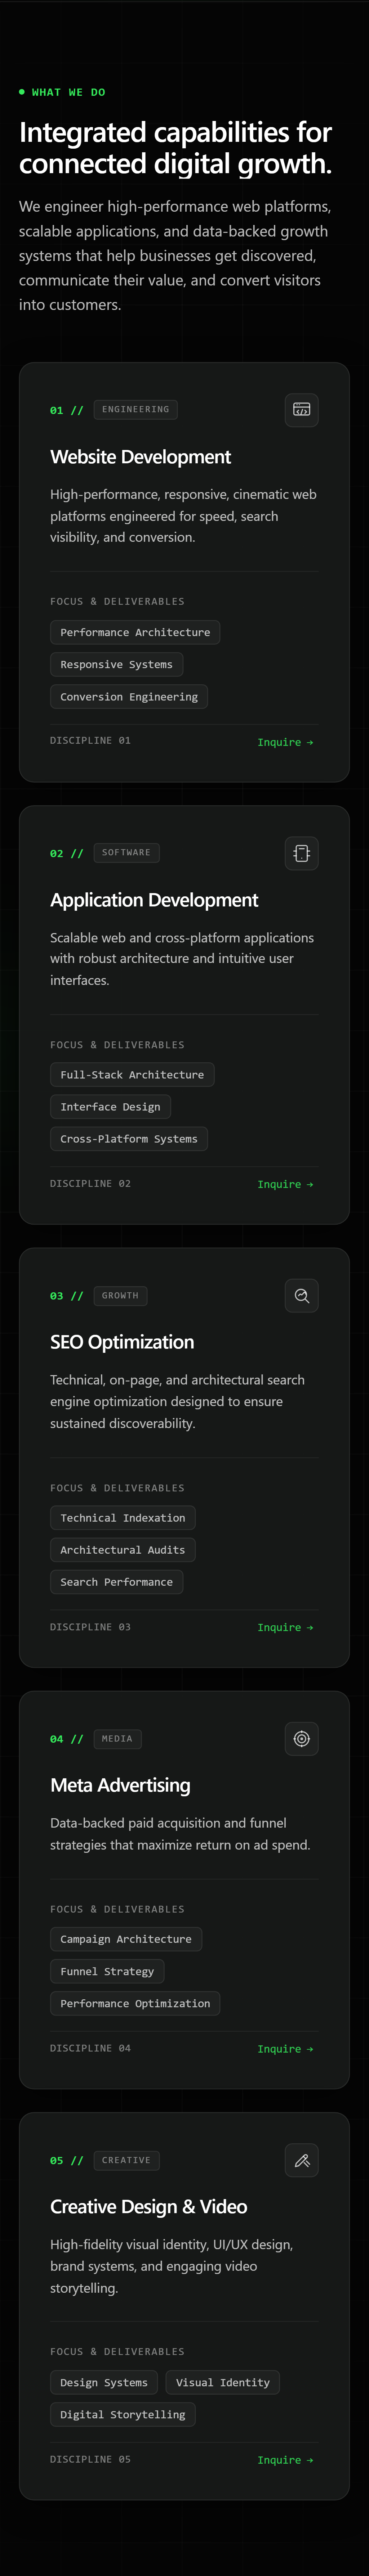 WHAT WE DO
Integrated capabilities for
connected digital growth.
We engineer high-performance web platforms,
scalable applications, and data-backed growth
systems that help businesses get discovered,
communicate their value, and convert visitors
into customers.
01 // ENGINEERING
Website Development
High-performance, responsive, cinematic web
platforms engineered for speed, search
visibility, and conversion.
FOCUS & DELIVERABLES
Performance Architecture
Responsive Systems
Conversion Engineering
DISCIPLINE 01 Inquire →
02 // SOFTWARE
Application Development
Scalable web and cross-platform applications
with robust architecture and intuitive user
interfaces.
FOCUS & DELIVERABLES
Full-Stack Architecture
Interface Design
Cross-Platform Systems
DISCIPLINE 02 Inquire →
03 // GROWTH
SEO Optimization
Technical, on-page, and architectural search
engine optimization designed to ensure
sustained discoverability.
FOCUS & DELIVERABLES
Technical Indexation
Architectural Audits
Search Performance
DISCIPLINE 03 Inquire →
04 // MEDIA
Meta Advertising
Data-backed paid acquisition and funnel
strategies that maximize return on ad spend.
FOCUS & DELIVERABLES
Campaign Architecture
Funnel Strategy
Performance Optimization
DISCIPLINE 04 Inquire →
05 // CREATIVE
Creative Design & Video
High-fidelity visual identity, UI/UX design,
brand systems, and engaging video
storytelling.
FOCUS & DELIVERABLES
Design Systems Visual Identity
Digital Storytelling
DISCIPLINE 05 Inquire →